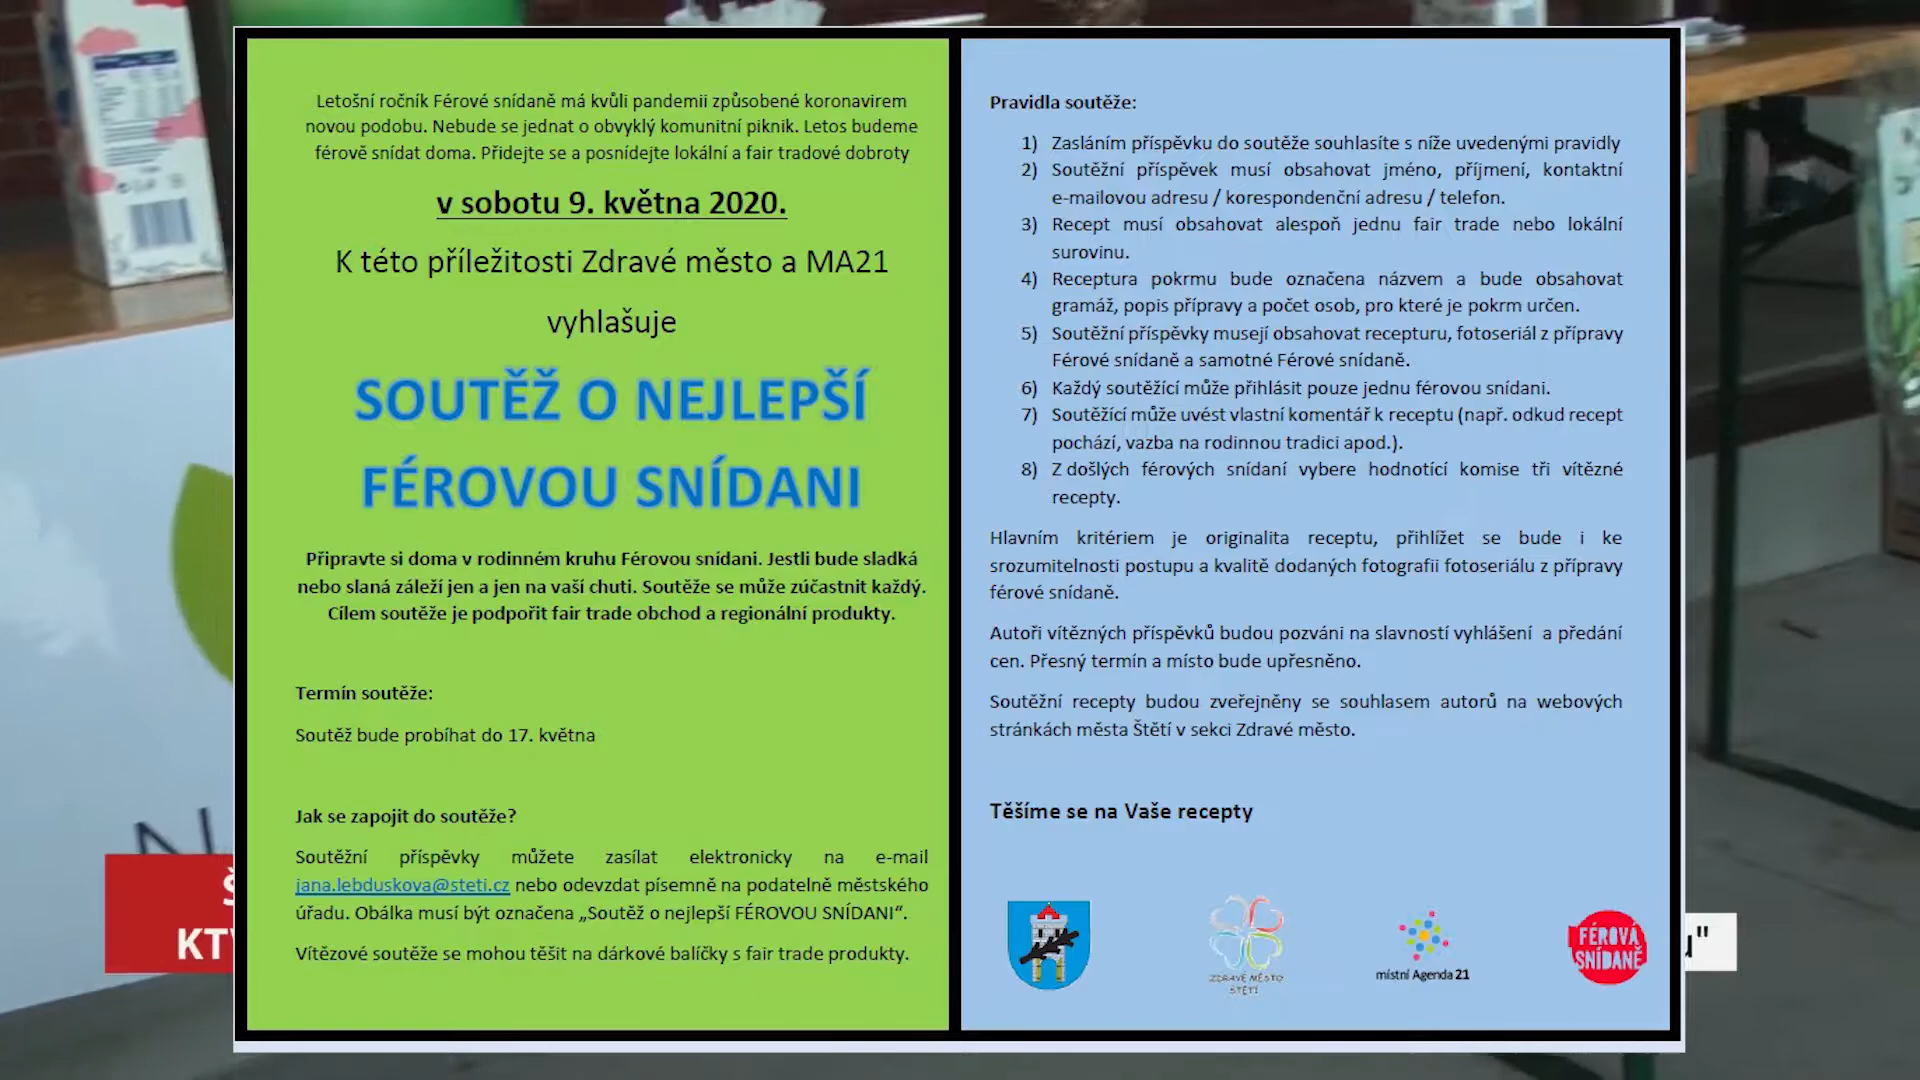 Letošní ročník Férové snídaně má kvůli pandemii způsobené koronavirem
novou podobu. Nebude se jednat o obvyklý komunitní piknik. Letos budeme
férově snídat doma. Přidejte se a posnídejte lokální a fair tradové dobroty
v sobotu 9. května 2020.
K této příležitosti Zdravé město a MA21
vyhlašuje
SOUTĚŽ O NEJLEPŠÍ
FÉROVOU SNÍDANI
Připravte si doma v rodinném kruhu Férovou snídani. Jestli bude sladká
nebo slaná záleží jen a jen na vaší chuti. Soutěže se může zúčastnit každý.
Cílem soutěže je podpořit fair trade obchod a regionální produkty.
Termín soutěže:
Soutěž bude probíhat do 17. května
Jak se zapojit do soutěže?
Soutěžní příspěvky můžete zasílat elektronicky na e-mail
jana.lebduskova@steti.cz nebo odevzdat písemně na podatelně městského
úřadu. Obálka musí být označena „Soutěž o nejlepší FÉROVOU SNÍDANI“.
Vítězové soutěže se mohou těšit na dárkové balíčky s fair trade produkty.
Pravidla soutěže:
1) Zasláním příspěvku do soutěže souhlasíte s níže uvedenými pravidly
2) Soutěžní příspěvek musí obsahovat jméno, příjmení, kontaktní
e-mailovou adresu / korespondenční adresu / telefon.
3) Recept musí obsahovat alespoň jednu fair trade nebo lokální
surovinu.
4) Receptura pokrmu bude označena názvem a bude obsahovat
gramáž, popis přípravy a počet osob, pro které je pokrm určen.
5) Soutěžní příspěvky musejí obsahovat recepturu, fotoseriál z přípravy
Férové snídaně a samotné Férové snídaně.
6) Každý soutěžící může přihlásit pouze jednu férovou snídani.
7) Soutěžící může uvést vlastní komentář k receptu (např. odkud recept
pochází, vazba na rodinnou tradici apod.).
8) Z došlých férových snídaní vybere hodnotící komise tři vítězné
recepty.
Hlavním kritériem je originalita receptu, přihlížet se bude i ke
srozumitelnosti postupu a kvalitě dodaných fotografii fotoseriálu z přípravy
férové snídaně.
Autoři vítězných příspěvků budou pozváni na slavností vyhlášení a předání
cen. Přesný termín a místo bude upřesněno.
Soutěžní recepty budou zveřejněny se souhlasem autorů na webových
stránkách města Štětí v sekci Zdravé město.
Těšíme se na Vaše recepty
ZDRAVÉ MĚSTO
ŠTĚTÍ
místní Agenda 21
FÉROVÁ
SNÍDANĚ
Š
KT
u"